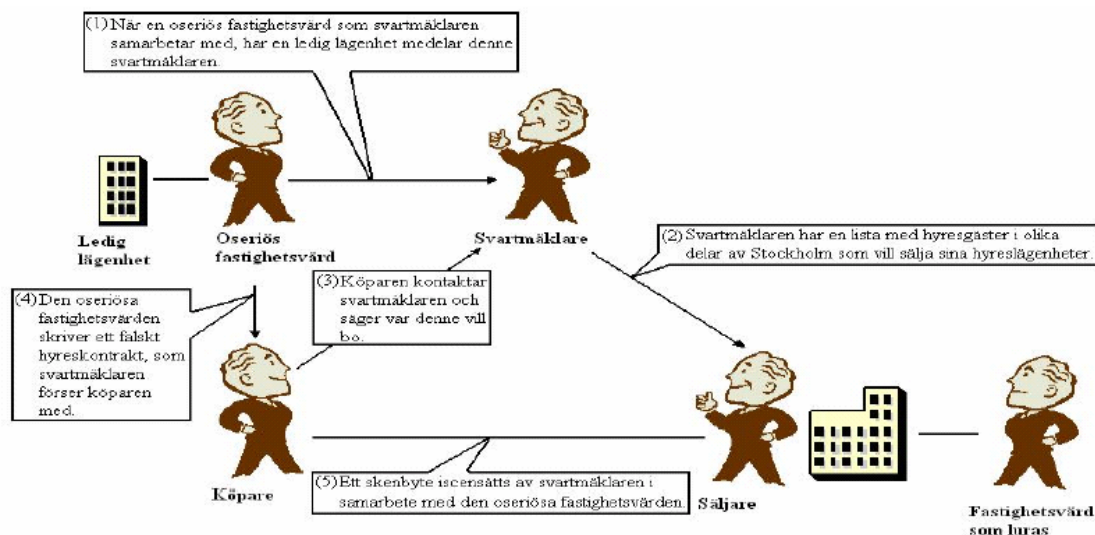 (1) När en oseriös fastighetsvärd som svartmäklaren
samarbetar med, har en ledig lägenhet medelar denne
svartmäklaren.
Ledig
lägenhet
Oseriös
fastighetsvärd
Svartmäklare
(2) Svartmäklaren har en lista med hyresgäster i olika
delar av Stockholm som vill sälja sina hyreslägenheter.
(3) Köparen kontaktar
svartmäklaren och
säger var denne vill
bo.
(4) Den oseriösa
fastighetsvärden
skriver ett falskt
hyreskontrakt, som
svartmäklaren
förser köparen
med.
Köpare
(5) Ett skenbyte iscensätts av svartmäklaren i
samarbete med den oseriösa fastighetsvärden.
Säljare
Fastighetsvärd
som luras